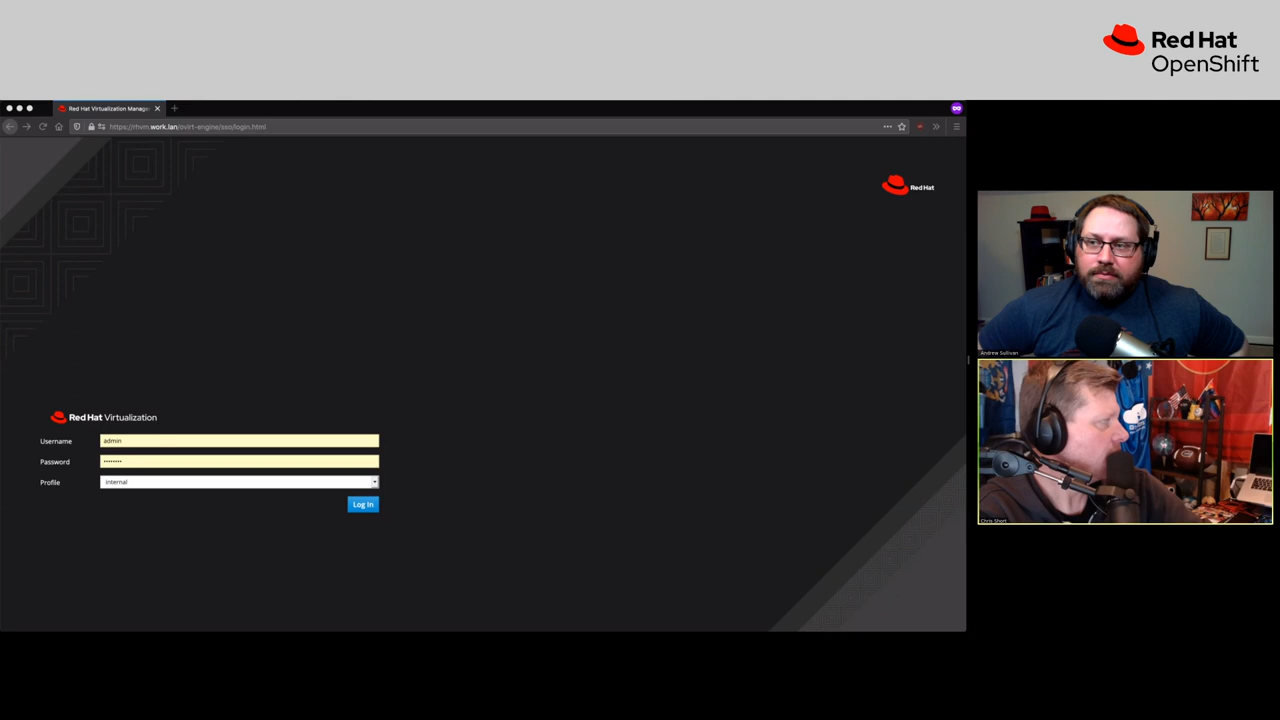 Red Hat
OpenShift
Red Hat Virtualization Manage
https://rhvm.work.lan/ovirt-engine/sso/login.html
Red Hat
Andrew Sullivan
Red Hat Virtualization
Username
admin
Password
••••••••
Profile
internal
Log In
Chris Short